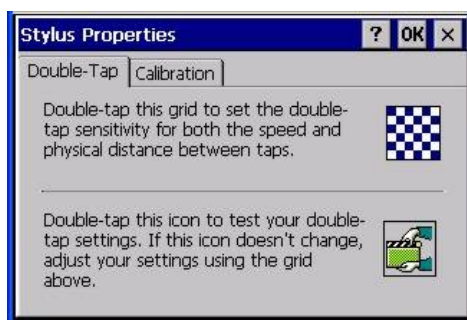 Stylus Properties ? OK ×
Double-Tap Calibration
Double-tap this grid to set the double-
tap sensitivity for both the speed and
physical distance between taps.
Double-tap this icon to test your double-
tap settings. If this icon doesn't change,
adjust your settings using the grid
above.